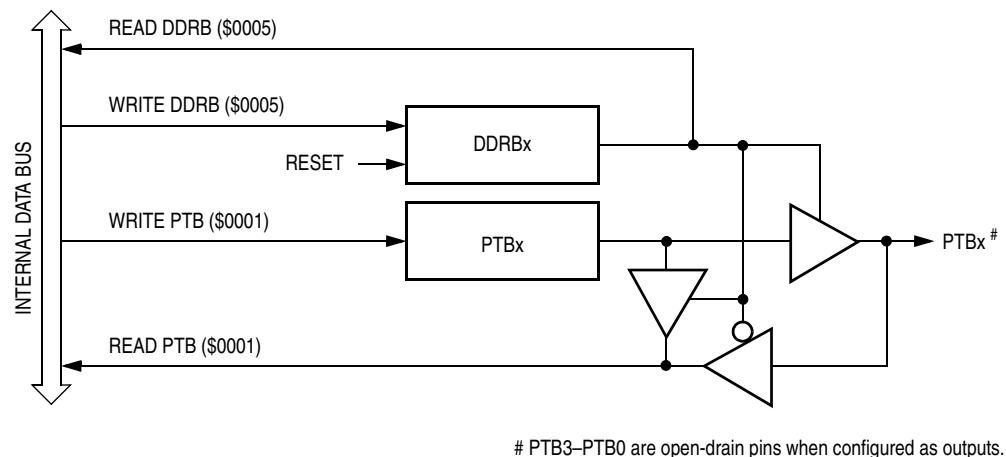 READ DDRB ($0005)
WRITE DDRB ($0005)
DDRBx
RESET
INTERNAL DATA BUS
WRITE PTB ($0001)
PTBx
PTBx #
READ PTB ($0001)
# PTB3–PTB0 are open-drain pins when configured as outputs.